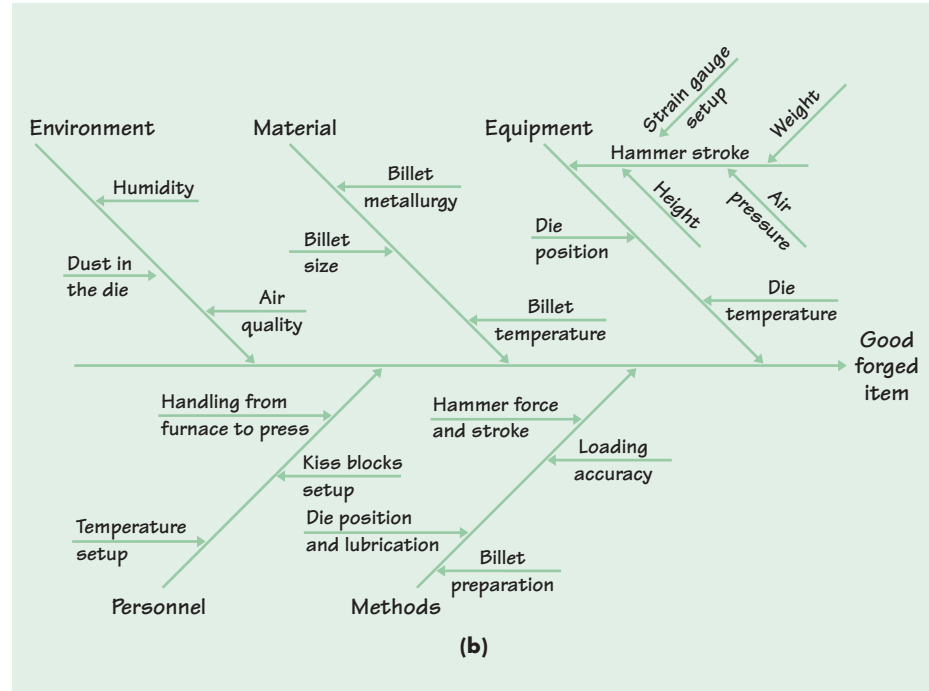 Environment
Humidity
Dust in
the die
Air
quality
Material
Billet
metallurgy
Billet
size
Billet
temperature
Equipment
Strain gauge
setup
Weight
Hammer stroke
Height
Air
pressure
Die
position
Die
temperature
Good
forged
item
Handling from
furnace to press
Kiss blocks
setup
Temperature
setup
Personnel
Hammer force
and stroke
Loading
accuracy
Die position
and lubrication
Billet
preparation
Methods
(b)